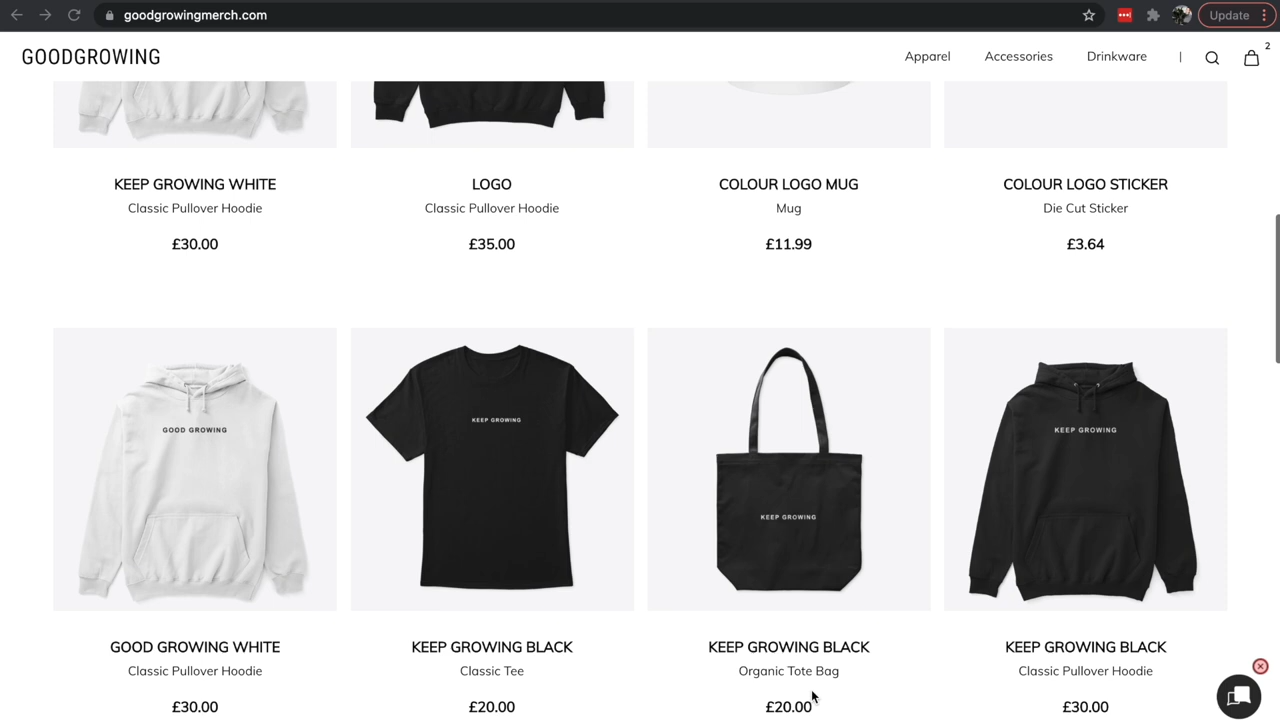 goodgrowingmerch.com
Update
GOODGROWING
Apparel
Accessories
Drinkware
|
2
KEEP GROWING WHITE
Classic Pullover Hoodie
£30.00
LOGO
Classic Pullover Hoodie
£35.00
COLOUR LOGO MUG
Mug
£11.99
COLOUR LOGO STICKER
Die Cut Sticker
£3.64
GOOD GROWING
KEEP GROWING
KEEP GROWING
KEEP GROWING
GOOD GROWING WHITE
Classic Pullover Hoodie
£30.00
KEEP GROWING BLACK
Classic Tee
£20.00
KEEP GROWING BLACK
Organic Tote Bag
£20.00
KEEP GROWING BLACK
Classic Pullover Hoodie
£30.00